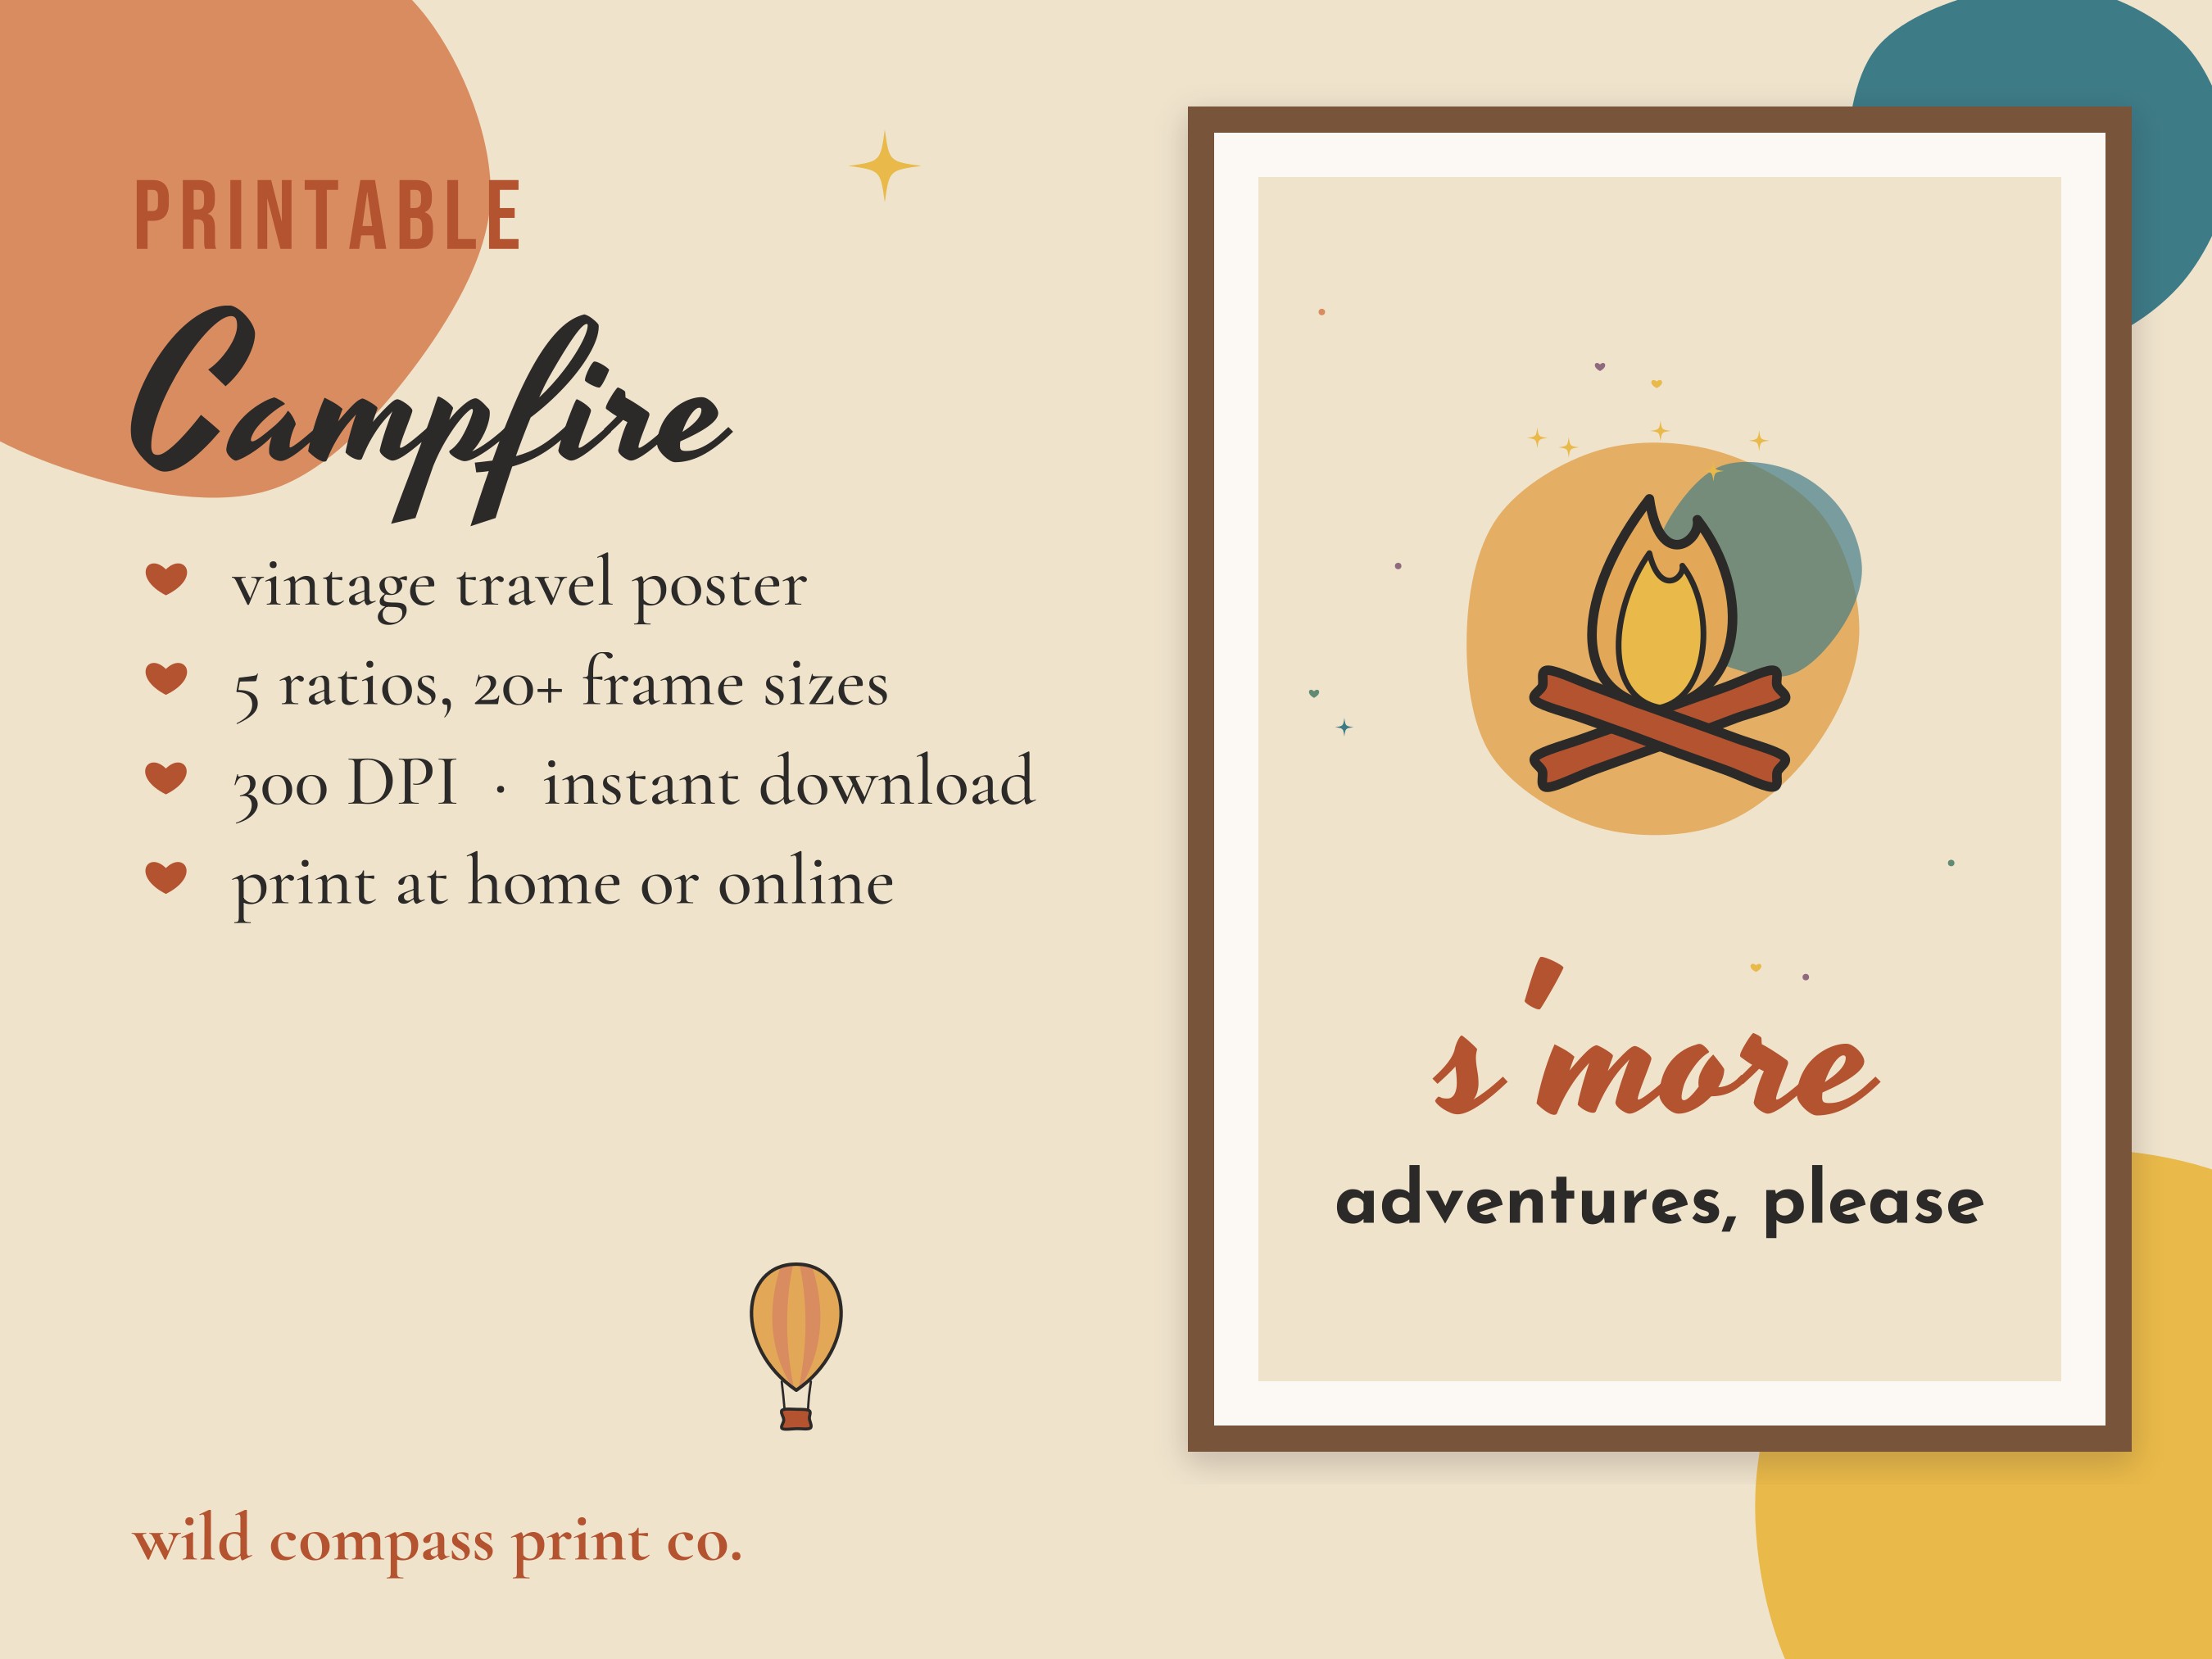 PRINTABLE
Campfire
vintage travel poster
5 ratios, 20+ frame sizes
300 DPI · instant download
print at home or online
wild compass print co.
s'more
adventures, please